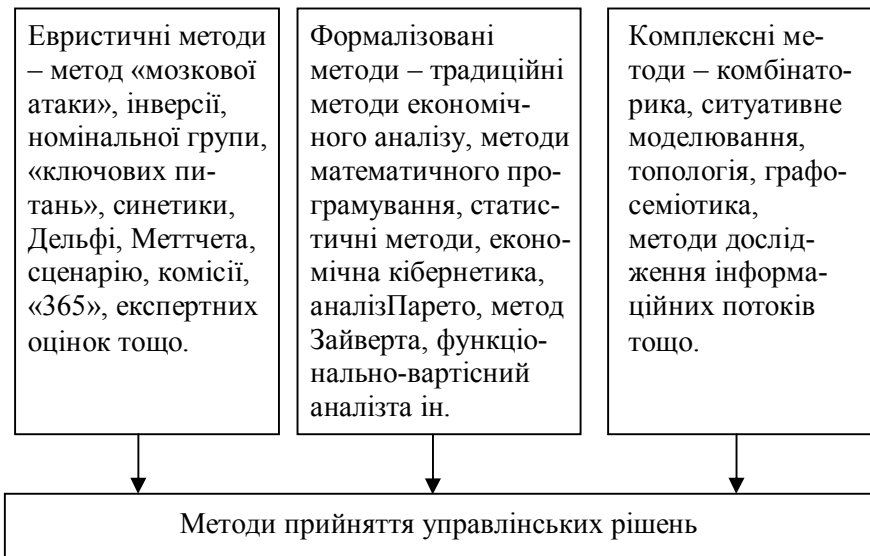 Евристичні методи
– метод «мозкової
атаки», інверсії,
номінальної групи,
«ключових пи-
тань», синетики,
Дельфі, Меттчета,
сценарію, комісії,
«365», експертних
оцінок тощо.
Формалізовані
методи – традиційні
методи економіч-
ного аналізу, методи
математичного про-
грамування, статис-
тичні методи, еконо-
мічна кібернетика,
аналізПарето, метод
Зайверта, функціо-
нально-вартісний
аналізта ін.
Комплексні ме-
тоди – комбінато-
рика, ситуативне
моделювання,
топологія, графо-
семіотика,
методи дослід-
ження інформа-
ційних потоків
тощо.
Методи прийняття управлінських рішень